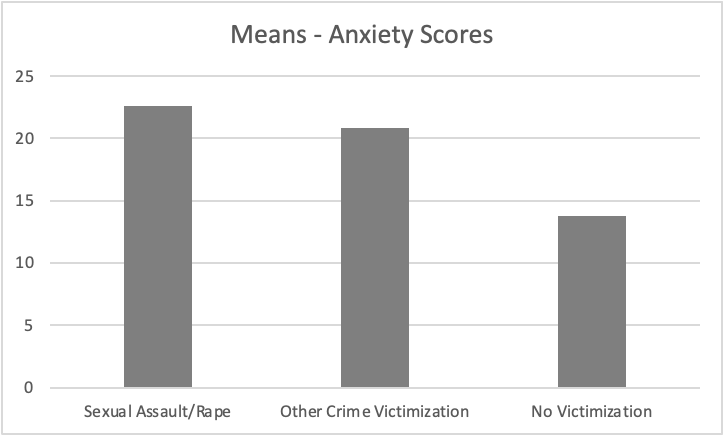 Means - Anxiety Scores
25
20
15
10
5
0
Sexual Assault/Rape
Other Crime Victimization
No Victimization